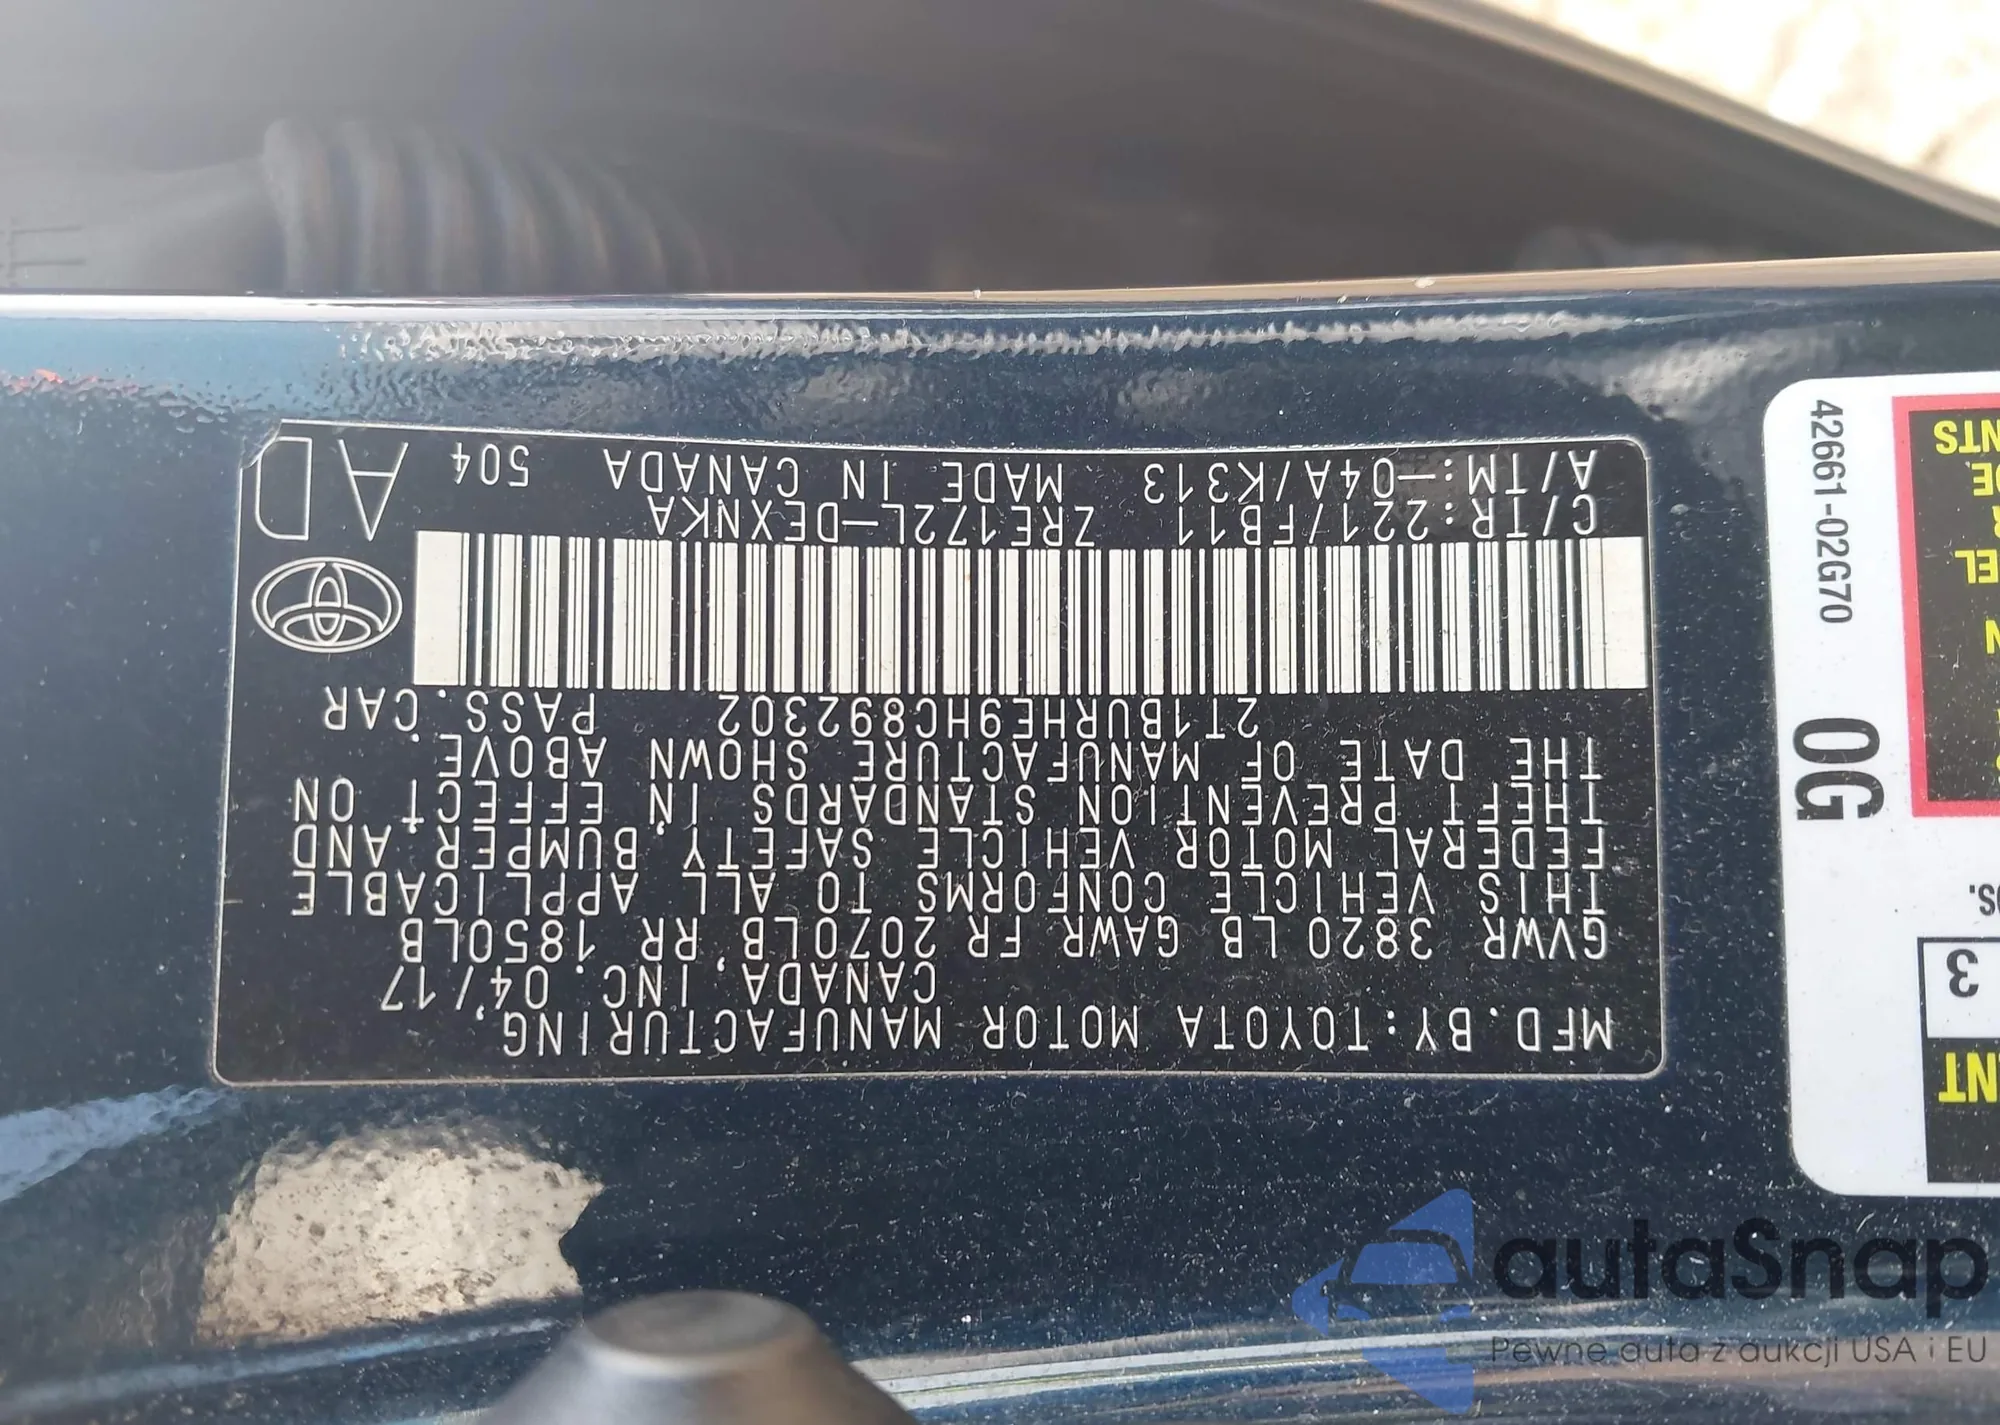 MFD.BY:TOYOTA MOTOR MANUFACTURING,
CANADA, INC. 04/17
GVWR 3820 LB GAWR FR 2070LB, RR 1850LB
THIS VEHICLE CONFORMS TO ALL APPLICABLE
FEDERAL MOTOR VEHICLE SAFETY BUMPER, AND
THEFT PREVENTION STANDARDS IN EFFECT ON
THE DATE OF MANUFACTURE SHOWN ABOVE.
2T1BURHE9HC892302 PASS.CAR
C/TR:221/FB11 ZRE172L-DEXNKA
A/TM:-04A/K313 MADE IN CANADA 504
AD
42661-02G70
0G
3
autaSnap
Pewne auta z aukcji USA i EU